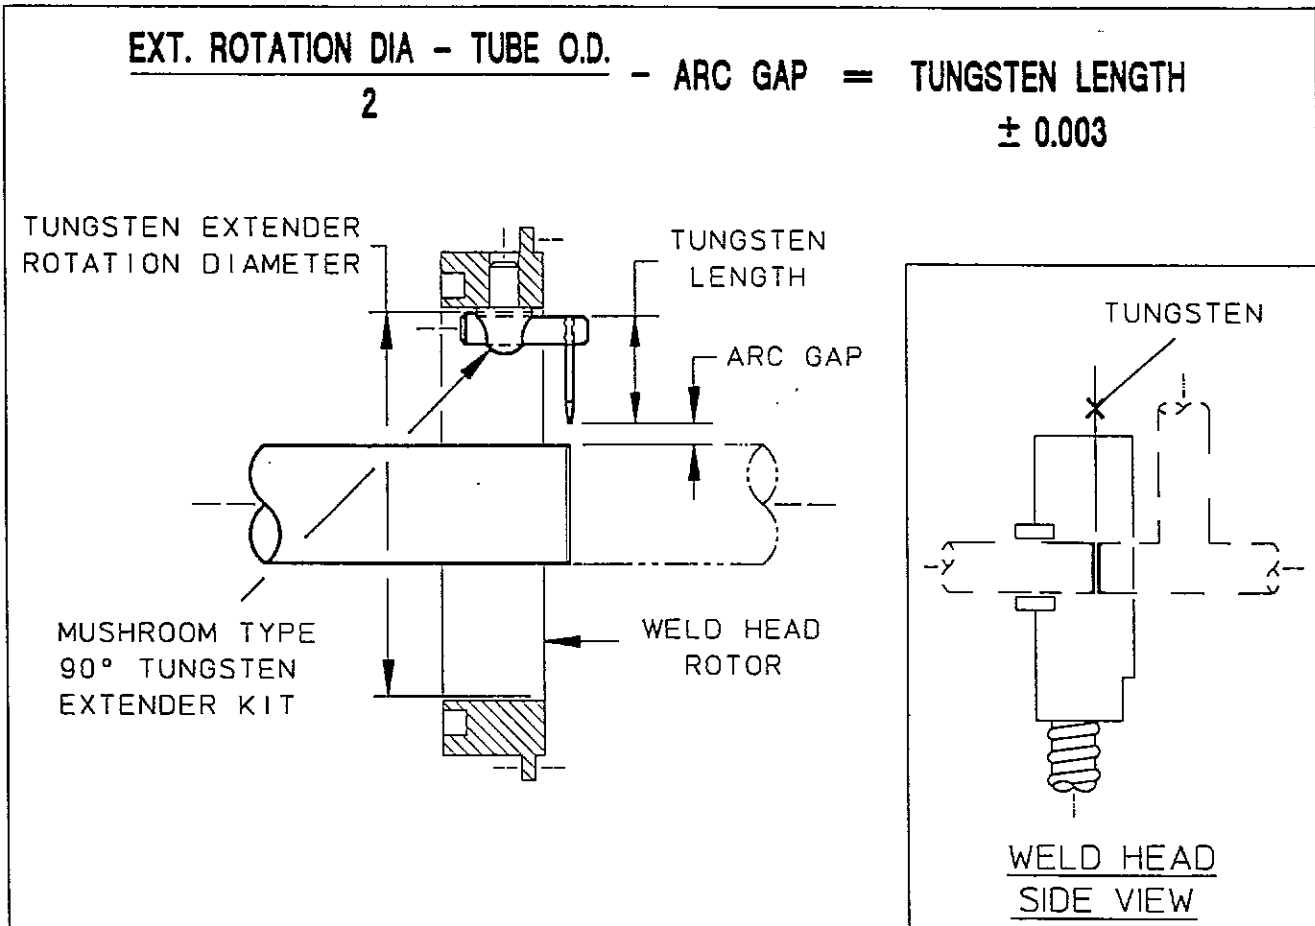 EXT. ROTATION DIA - TUBE O.D.
2
- ARC GAP = TUNGSTEN LENGTH
± 0.003
TUNGSTEN EXTENDER
ROTATION DIAMETER
TUNGSTEN
LENGTH
ARC GAP
TUNGSTEN
MUSHROOM TYPE
90° TUNGSTEN
EXTENDER KIT
WELD HEAD
ROTOR
WELD HEAD
SIDE VIEW